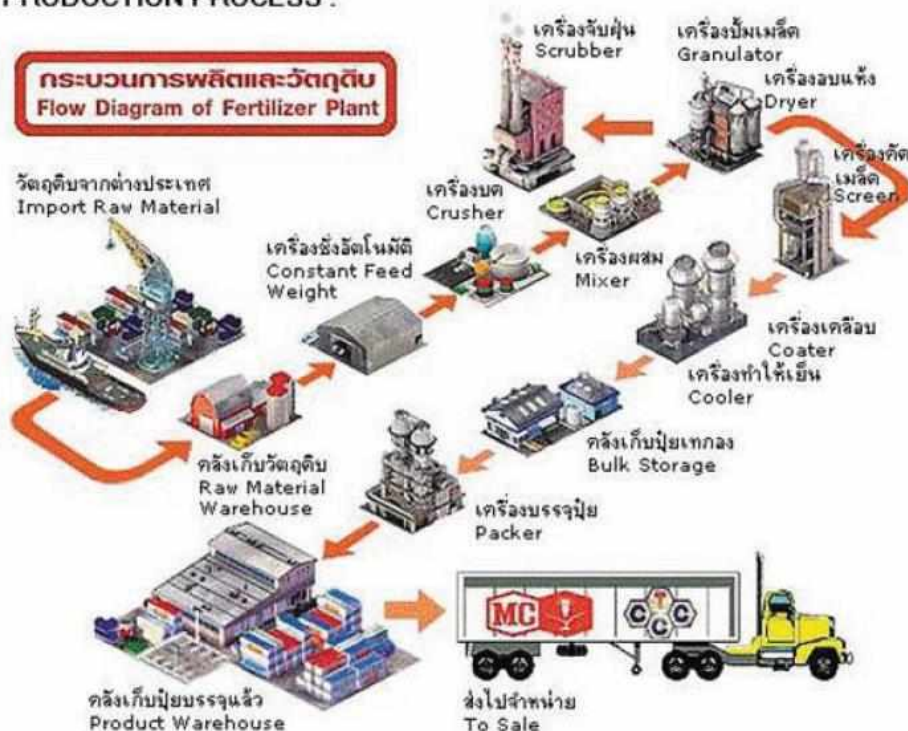 PRODUCTION PROCESS :
กระบวนการผลิตและวัตถุดิบ
Flow Diagram of Fertilizer Plant
เครื่องจับฝุ่น
Scrubber
เครื่องปั้มเมล็ด
Granulator
เครื่องอบแห้ง
Dryer
เครื่องคัด
เมล็ด
Screen
วัตถุดิบจากต่างประเทศ
Import Raw Material
เครื่องบด
Crusher
เครื่องชั่งอัตโนมัติ
Constant Feed
Weight
เครื่องผสม
Mixer
เครื่องเคลือบ
Coater
เครื่องทำให้เย็น
Cooler
คลังเก็บวัตถุดิบ
Raw Material
Warehouse
คลังเก็บปุ๋ยเทกอง
Bulk Storage
เครื่องบรรจุปุ๋ย
Packer
MC
T
C
C
C
คลังเก็บปุ๋ยบรรจุแล้ว
Product Warehouse
ส่งไปจำหน่าย
To Sale